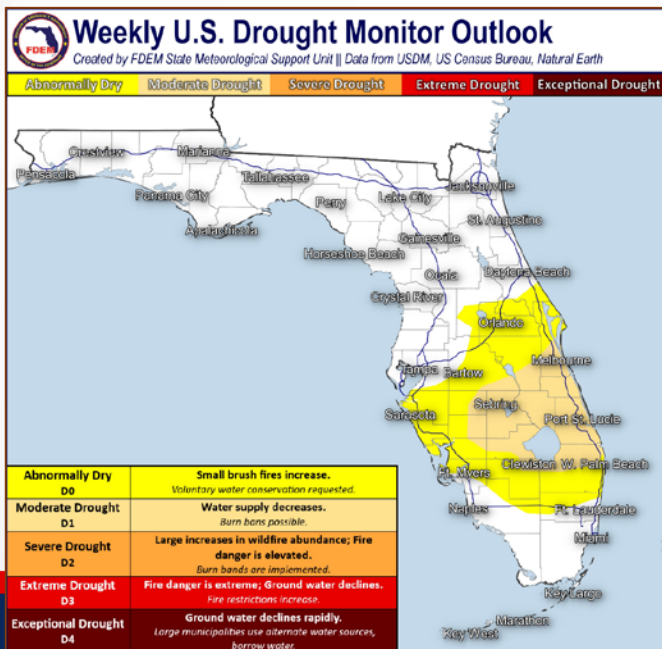 Weekly U.S. Drought Monitor Outlook
FDEM
Created by FDEM State Meteorological Support Unit || Data from USDM, US Census Bureau, Natural Earth
Abnormally Dry Moderate Drought Severe Drought Extreme Drought Exceptional Drought
Crestview Marianna
Pensacola Tallahassee Jacksonville
Panama City Perry Lake City
Apalachicola St. Augustine
Gainesville
Horseshoe Beach
Ocala Daytona Beach
Crystal River
Orlando
Melbourne
Tampa Bartow
Sarasota Sebring Port St. Lucie
Ft. Myers Clewiston W. Palm Beach
Naples Ft. Lauderdale
Miami
Key Largo
Marathon
Key West
Abnormally Dry
D0
Small brush fires increase.
Voluntary water conservation requested.
Moderate Drought
D1
Water supply decreases.
Burn bans possible.
Severe Drought
D2
Large increases in wildfire abundance; Fire
danger is elevated.
Burn bands are implemented.
Extreme Drought
D3
Fire danger is extreme; Ground water declines.
Fire restrictions increase.
Exceptional Drought
D4
Ground water declines rapidly.
Large municipalities use alternate water sources,
borrow water.